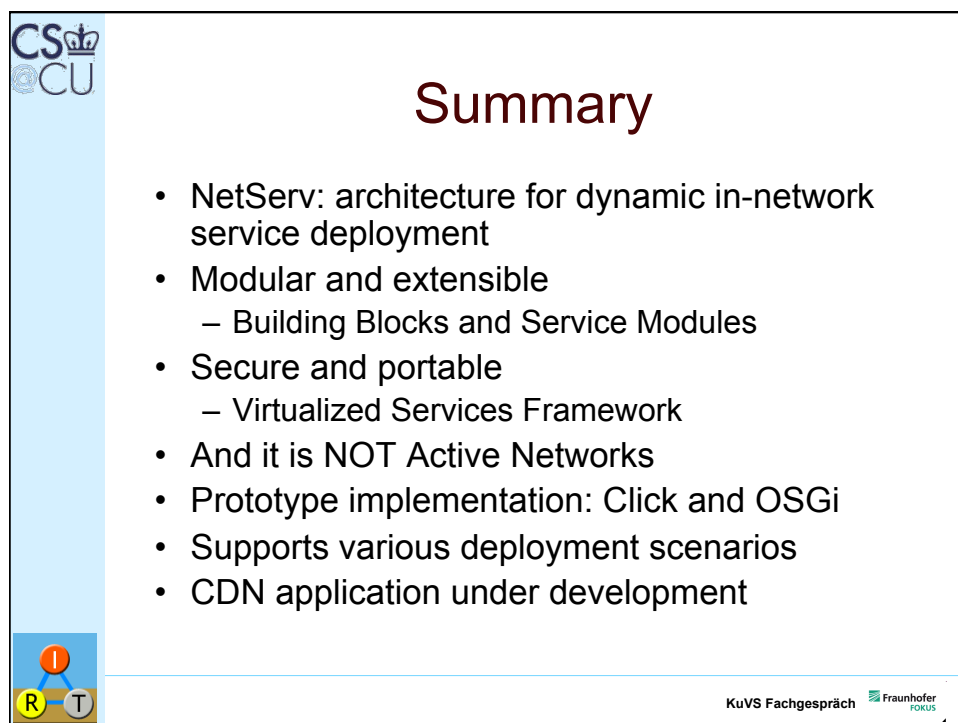 CS
@CU
Summary
• NetServ: architecture for dynamic in-network
service deployment
• Modular and extensible
– Building Blocks and Service Modules
• Secure and portable
– Virtualized Services Framework
• And it is NOT Active Networks
• Prototype implementation: Click and OSGi
• Supports various deployment scenarios
• CDN application under development
I
R T
KuVS Fachgespräch
Fraunhofer
FOKUS